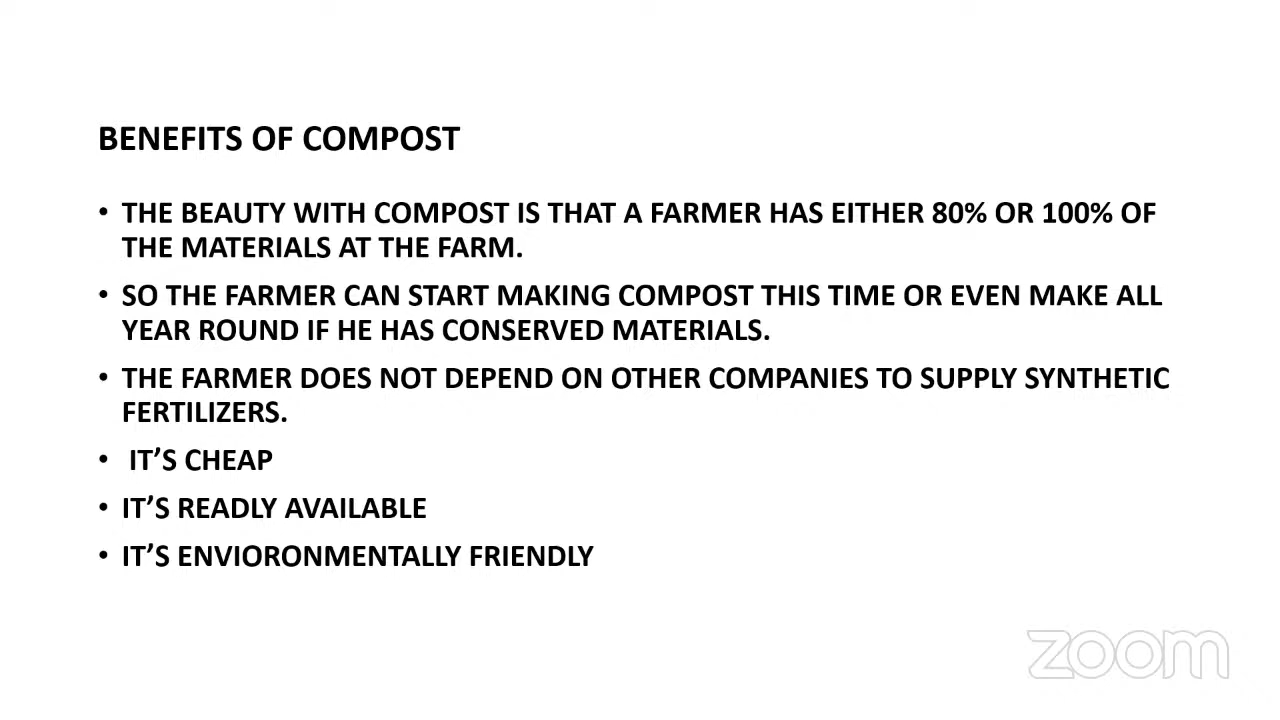 BENEFITS OF COMPOST
• THE BEAUTY WITH COMPOST IS THAT A FARMER HAS EITHER 80% OR 100% OF
THE MATERIALS AT THE FARM.
• SO THE FARMER CAN START MAKING COMPOST THIS TIME OR EVEN MAKE ALL
YEAR ROUND IF HE HAS CONSERVED MATERIALS.
• THE FARMER DOES NOT DEPEND ON OTHER COMPANIES TO SUPPLY SYNTHETIC
FERTILIZERS.
• IT’S CHEAP
• IT’S READLY AVAILABLE
• IT’S ENVIORONMENTALLY FRIENDLY
zoom